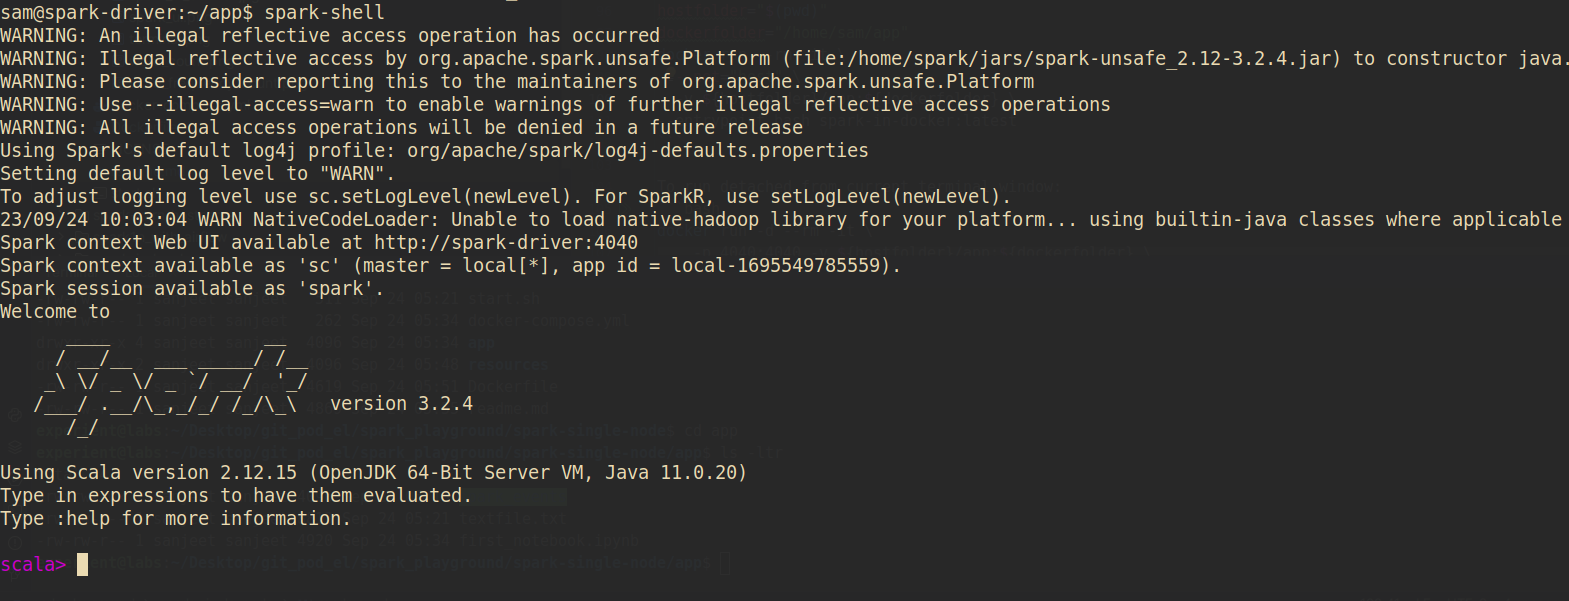 sam@spark-driver:~/app$ spark-shell
WARNING: An illegal reflective access operation has occurred
WARNING: Illegal reflective access by org.apache.spark.unsafe.Platform (file:/home/spark/jars/spark-unsafe_2.12-3.2.4.jar) to constructor java.
WARNING: Please consider reporting this to the maintainers of org.apache.spark.unsafe.Platform
WARNING: Use --illegal-access=warn to enable warnings of further illegal reflective access operations
WARNING: All illegal access operations will be denied in a future release
Using Spark's default log4j profile: org/apache/spark/log4j-defaults.properties
Setting default log level to "WARN".
To adjust logging level use sc.setLogLevel(newLevel). For SparkR, use setLogLevel(newLevel).
23/09/24 10:03:04 WARN NativeCodeLoader: Unable to load native-hadoop library for your platform... using builtin-java classes where applicable
Spark context Web UI available at http://spark-driver:4040
Spark context available as 'sc' (master = local[*], app id = local-1695549785559).
Spark session available as 'spark'.
Welcome to
      ____              __
     / __/__  ___ _____/ /__
    _\ \/ _ \/ _ `/ __/  '_/
   /___/ .__/\_,_/_/ /_/\_\   version 3.2.4
      /_/
Using Scala version 2.12.15 (OpenJDK 64-Bit Server VM, Java 11.0.20)
Type in expressions to have them evaluated.
Type :help for more information.
scala>